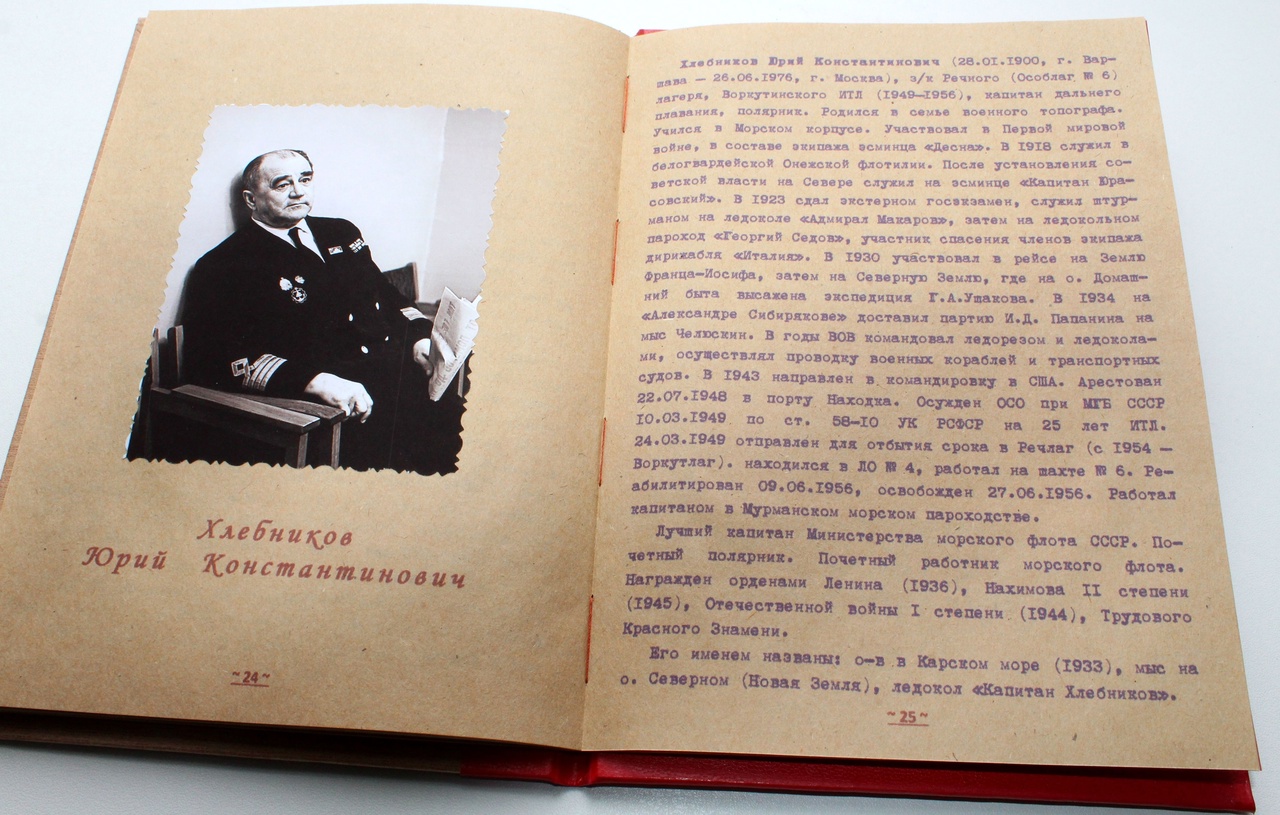 Хлебников
Юрий Константинович
~ 24 ~
Хлебников Юрий Константинович (28.01.1900, г. Вар-
шава — 26.06.1976, г. Москва), з/к Речного (Особлаг № 6)
лагеря, Воркутинского ИТЛ (1949—1956), капитан дальнего
плавания, полярник. Родился в семье военного топографа.
Учился в Морском корпусе. Участвовал в Первой мировой
войне, в составе экипажа эсминца «Десна». В 1918 служил в
белогвардейской Онежской флотилии. После установления со-
ветской власти на Севере служил на эсминце «Капитан Юра-
совский». В 1923 сдал экстерном госэкзамен, служил штур-
маном на ледоколе «Адмирал Макаров», затем на ледокольном
пароход «Георгий Седов», участник спасения членов экипажа
дирижабля «Италия». В 1930 участвовал в рейсе на Землю
Франца-Иосифа, затем на Северную Землю, где на о. Домаш-
ний быта высажена экспедиция Г.А.Ушакова. В 1934 на
«Александре Сибирякове» доставил партию И.Д. Папанина на
мыс Челюскин. В годы ВОВ командовал ледорезом и ледокола-
ми, осуществлял проводку военных кораблей и транспортных
судов. В 1943 направлен в командировку в США. Арестован
22.07.1948 в порту Находка. Осужден ОСО при МГБ СССР
10.03.1949 по ст. 58—10 УК РСФСР на 25 лет ИТЛ.
24.03.1949 отправлен для отбытия срока в Речлаг (с 1954 —
Воркутлаг). находился в ЛО № 4, работал на шахте № 6. Ре-
абилитирован 09.06.1956, освобожден 27.06.1956. Работал
капитаном в Мурманском морском пароходстве.
Лучший капитан Министерства морского флота СССР. По-
четный полярник. Почетный работник морского флота.
Награжден орденами Ленина (1936), Нахимова II степени
(1945), Отечественной войны I степени (1944), Трудового
Красного Знамени.
Его именем названы: о-в в Карском море (1933), мыс на
о. Северном (Новая Земля), ледокол «Капитан Хлебников».
~ 25 ~